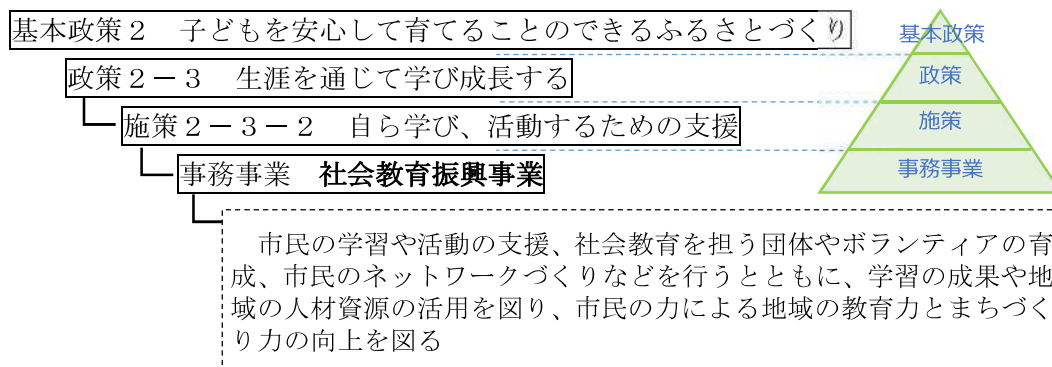 基本政策２　子どもを安心して育てることのできるふるさとづくり
政策２－３　生涯を通じて学び成長する
施策２－３－２　自ら学び、活動するための支援
事務事業　社会教育振興事業
市民の学習や活動の支援、社会教育を担う団体やボランティアの育
成、市民のネットワークづくりなどを行うとともに、学習の成果や地
域の人材資源の活用を図り、市民の力による地域の教育力とまちづく
り力の向上を図る
基本政策
政策
施策
事務事業